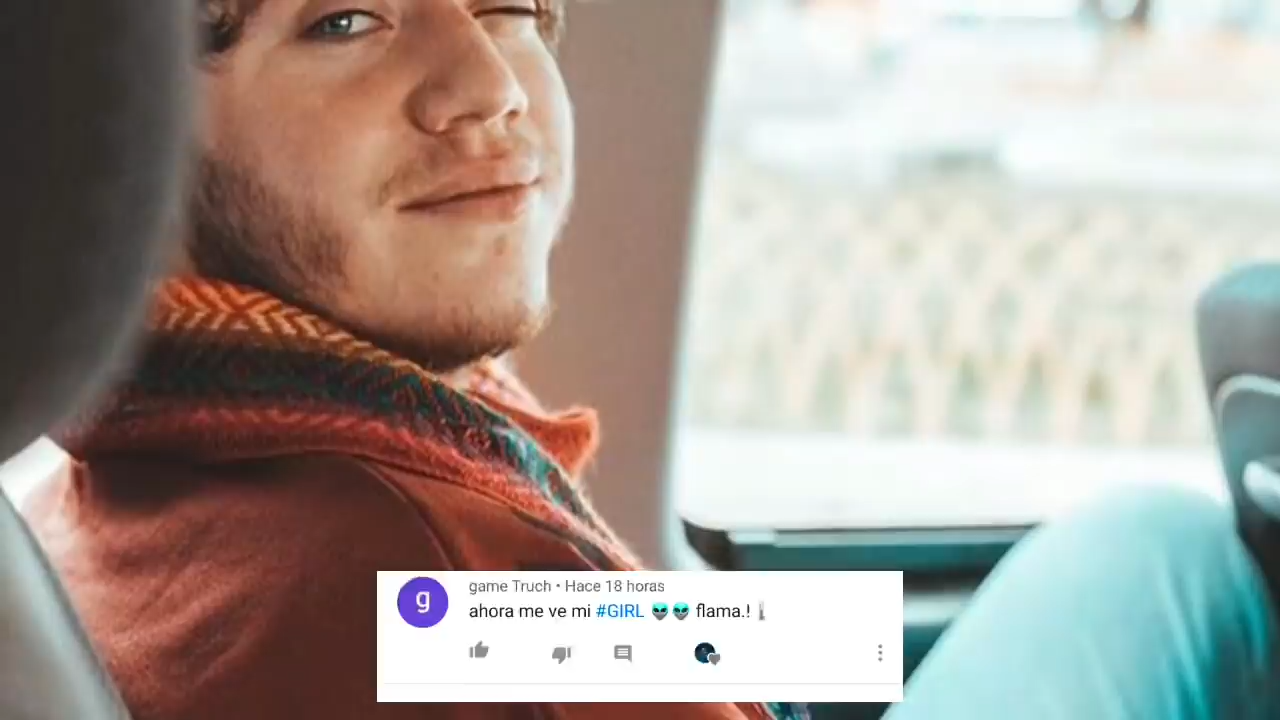 g
game Truch • Hace 18 horas
ahora me ve mi #GIRL 👽👽 flama.! 🌡